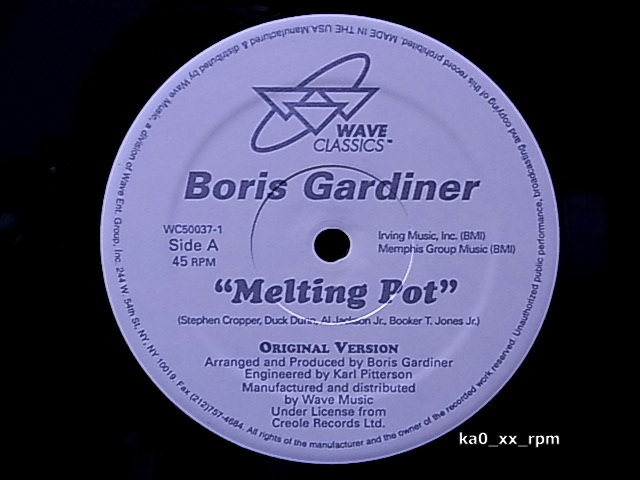 WAVE
CLASSICS™
Boris Gardiner
WC50037-1
Side A
45 RPM
Irving Music, Inc. (BMI)
Memphis Group Music (BMI)
“Melting Pot”
(Stephen Cropper, Duck Dunn, Al Jackson Jr., Booker T. Jones Jr.)
ORIGINAL VERSION
Arranged and Produced by Boris Gardiner
Engineered by Karl Pitterson
Manufactured and distributed
by Wave Music
Under License from
Creole Records Ltd.
MADE IN THE USA. Manufactured & distributed by Wave Music, a division of Wave Ent. Group, Inc. 244 W. 54th St, NY, NY 10019. Fax (212)757-4684. All rights of the manufacturer and the owner of the recorded work reserved. Unauthorized public performance, broadcasting and copying of this record prohibited.
ka0_xx_rpm